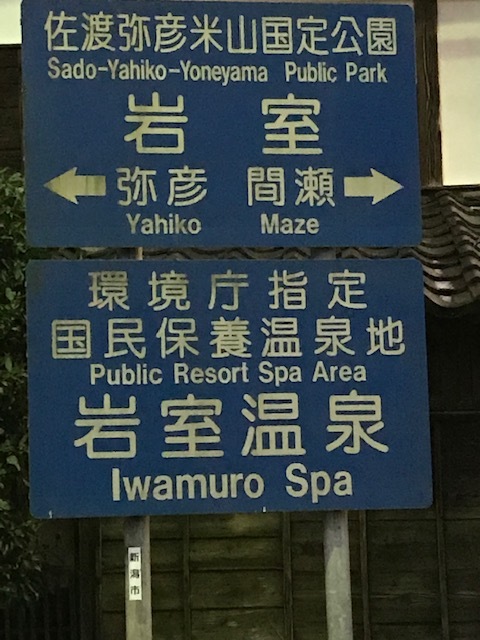 佐渡弥彦米山国定公園
Sado-Yahiko-Yoneyama Public Park
岩室
弥彦 間瀬
Yahiko Maze
環境庁指定
国民保養温泉地
Public Resort Spa Area
岩室温泉
Iwamuro Spa
新潟市